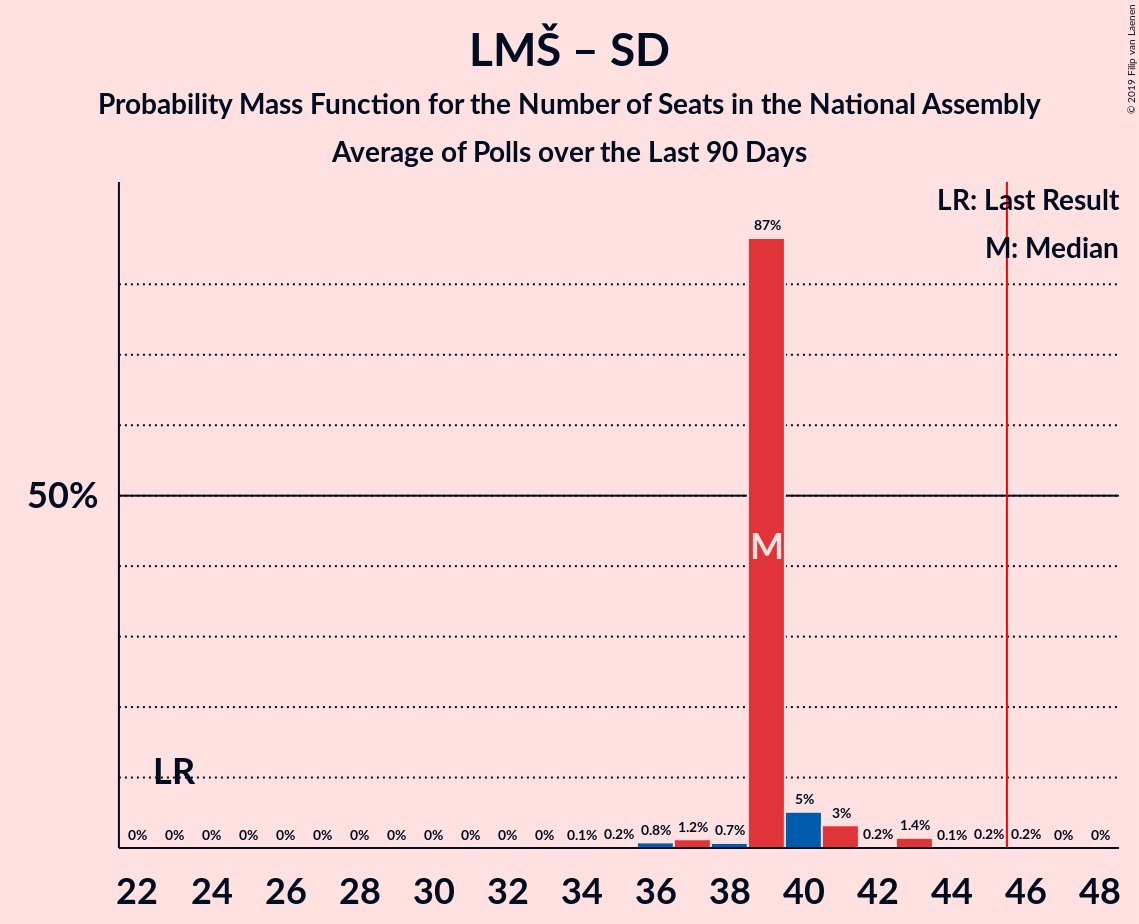 LMŠ – SD
Probability Mass Function for the Number of Seats in the National Assembly
Average of Polls over the Last 90 Days
© 2019 Filip van Laenen
LR: Last Result
M: Median
87%
50%
M
LR
0% 0% 0% 0% 0% 0% 0% 0% 0% 0% 0% 0% 0.1% 0.2% 0.8% 1.2% 0.7% 5% 3% 0.2% 1.4% 0.1% 0.2% 0.2% 0% 0%
22 24 26 28 30 32 34 36 38 40 42 44 46 48